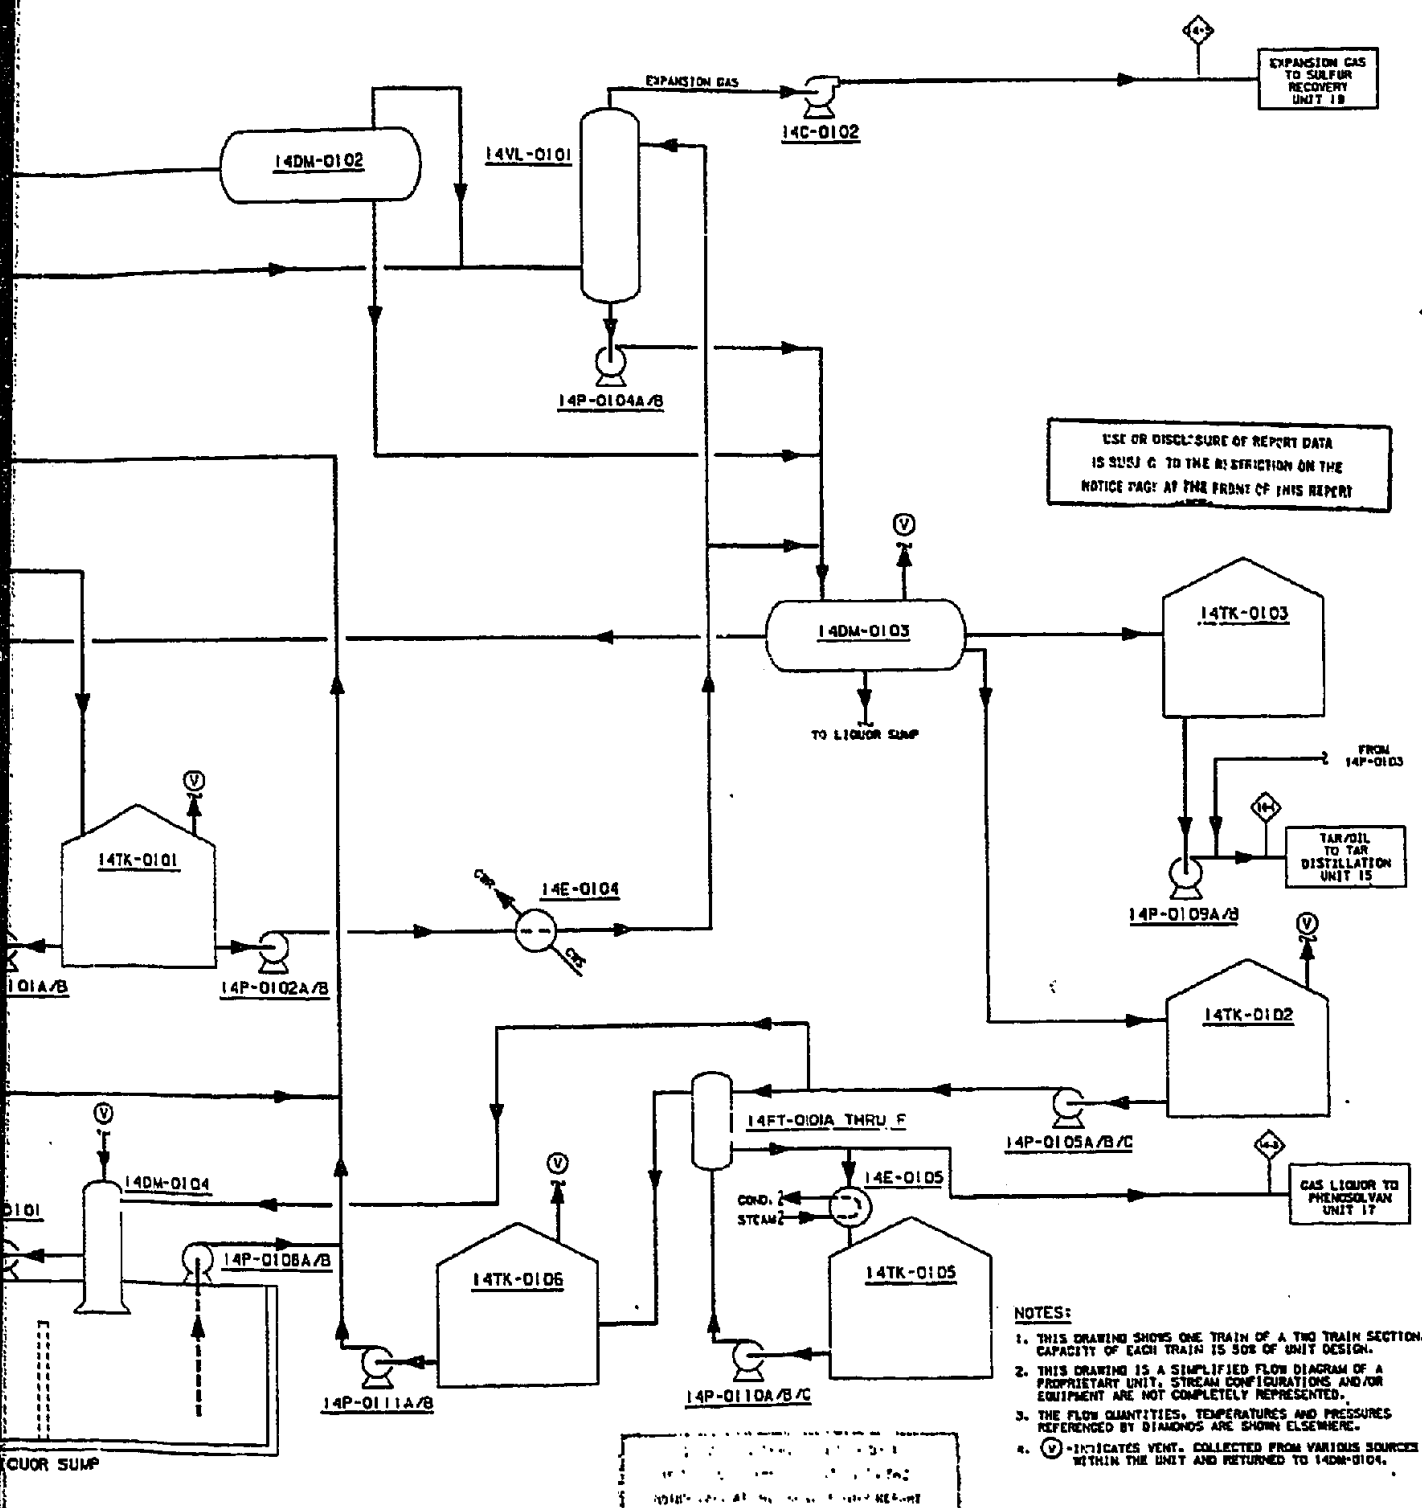 EXPANSION GAS
14C-0102
EXPANSION GAS
TO SULFUR
RECOVERY
UNIT 18
14DM-0102
14VL-0101
14P-0104A/B
USE OR DISCLOSURE OF REPORT DATA
IS TO THE RESTRICTION ON THE
NOTICE PAGE AT THE FRONT OF THIS REPORT
V
14DM-0103
TO LIQUOR SUMP
14TK-0103
FROM
14P-0103
TAR/OIL
TO TAR
DISTILLATION
UNIT 15
14P-0109A/B
V
14TK-0101
CWR
14E-0104
CWS
101A/B
14P-0102A/B
V
14TK-0102
14P-0105A/B/C
14FT-0101A THRU F
V
14DM-0104
0101
14P-0108A/B
V
14TK-0106
14P-0111A/B
14E-0105
COND.
STEAM
14TK-0105
14P-0110A/B/C
GAS LIQUOR TO
PHENOSOLVAN
UNIT 17
QUOR SUMP
NOTES:
1. THIS DRAWING SHOWS ONE TRAIN OF A TWO TRAIN SECTION.
CAPACITY OF EACH TRAIN IS 50% OF UNIT DESIGN.
2. THIS DRAWING IS A SIMPLIFIED FLOW DIAGRAM OF A
PROPRIETARY UNIT. STREAM CONFIGURATIONS AND/OR
EQUIPMENT ARE NOT COMPLETELY REPRESENTED.
3. THE FLOW QUANTITIES, TEMPERATURES AND PRESSURES
REFERENCED BY DIAMONDS ARE SHOWN ELSEWHERE.
4. V -INDICATES VENT. COLLECTED FROM VARIOUS SOURCES
WITHIN THE UNIT AND RETURNED TO 14DM-0104.